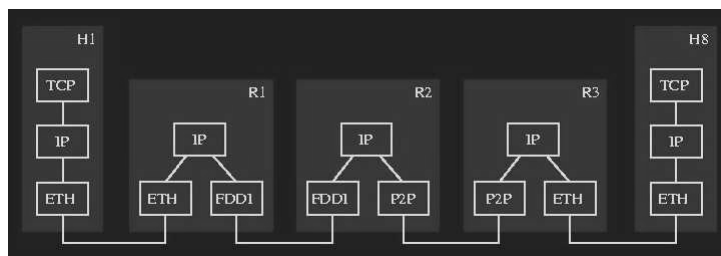 H1
TCP
IP
ETH
R1
IP
ETH FDDI
R2
IP
FDDI P2P
R3
IP
P2P ETH
H8
TCP
IP
ETH